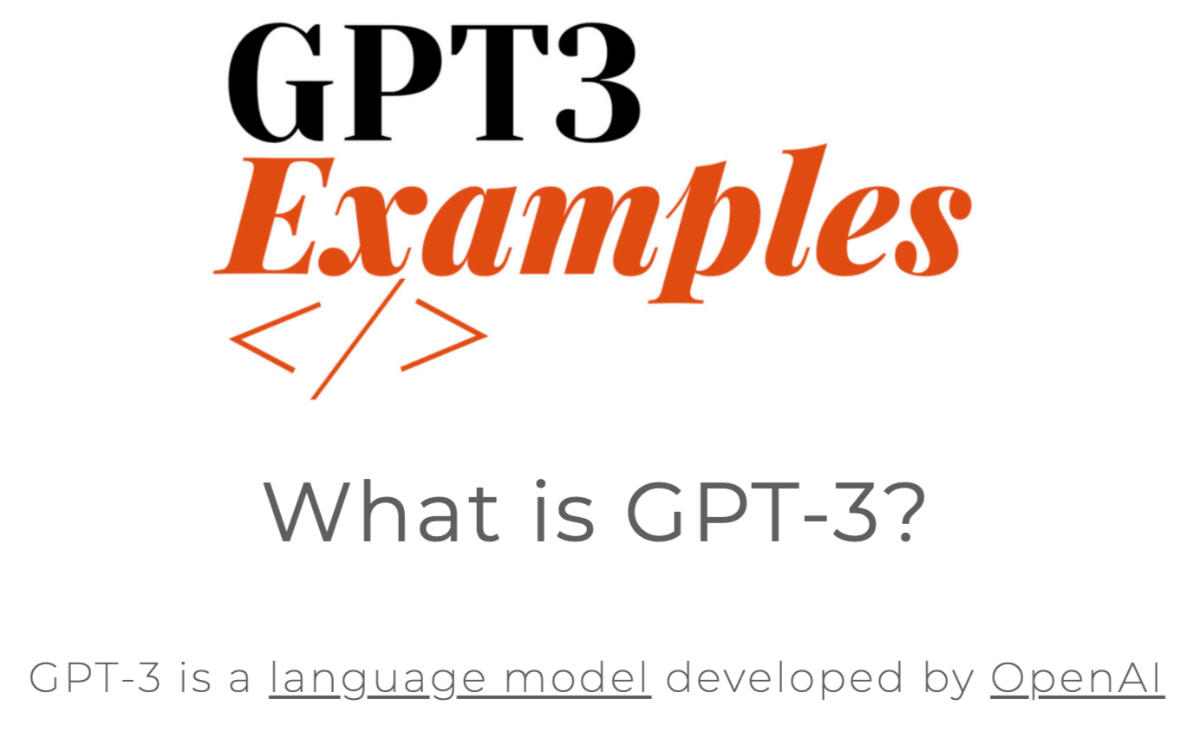 GPT3
Examples
</>
What is GPT-3?
GPT-3 is a language model developed by OpenAI